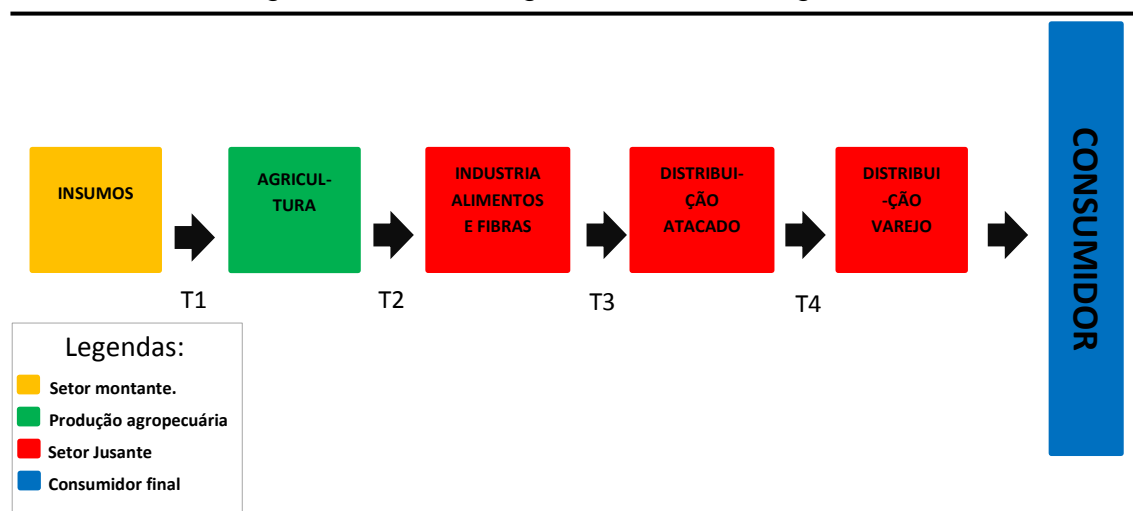 INSUMOS
AGRICUL-
TURA
INDUSTRIA
ALIMENTOS
E FIBRAS
DISTRIBUI-
ÇÃO
ATACADO
DISTRIBUI
-ÇÃO
VAREJO
CONSUMIDOR
T1
T2
T3
T4
Legendas:
Setor montante.
Produção agropecuária
Setor Jusante
Consumidor final